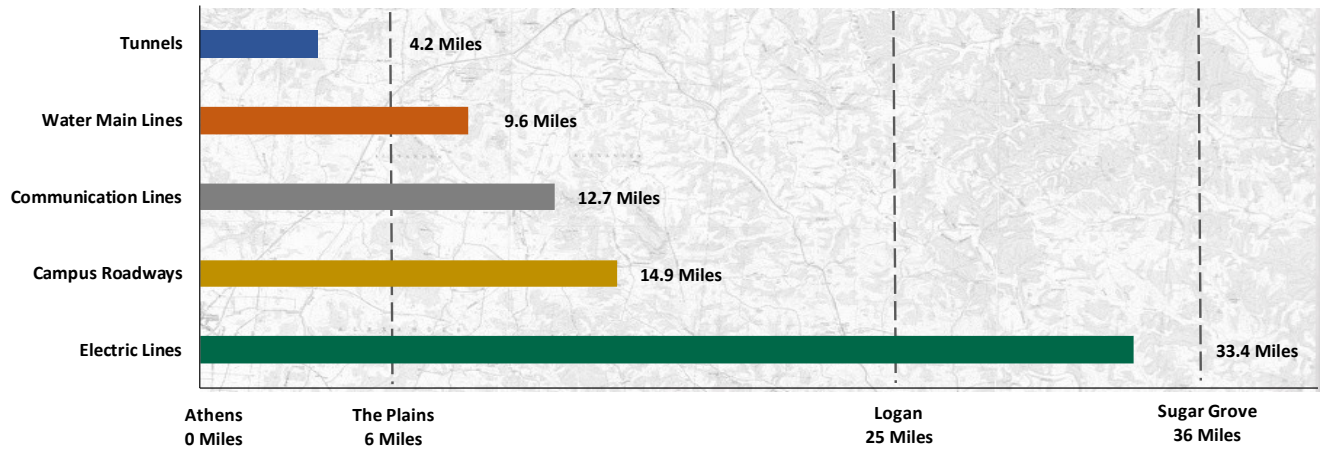 Tunnels
4.2 Miles
Water Main Lines
9.6 Miles
Communication Lines
12.7 Miles
Campus Roadways
14.9 Miles
Electric Lines
33.4 Miles
Athens
0 Miles
The Plains
6 Miles
Logan
25 Miles
Sugar Grove
36 Miles